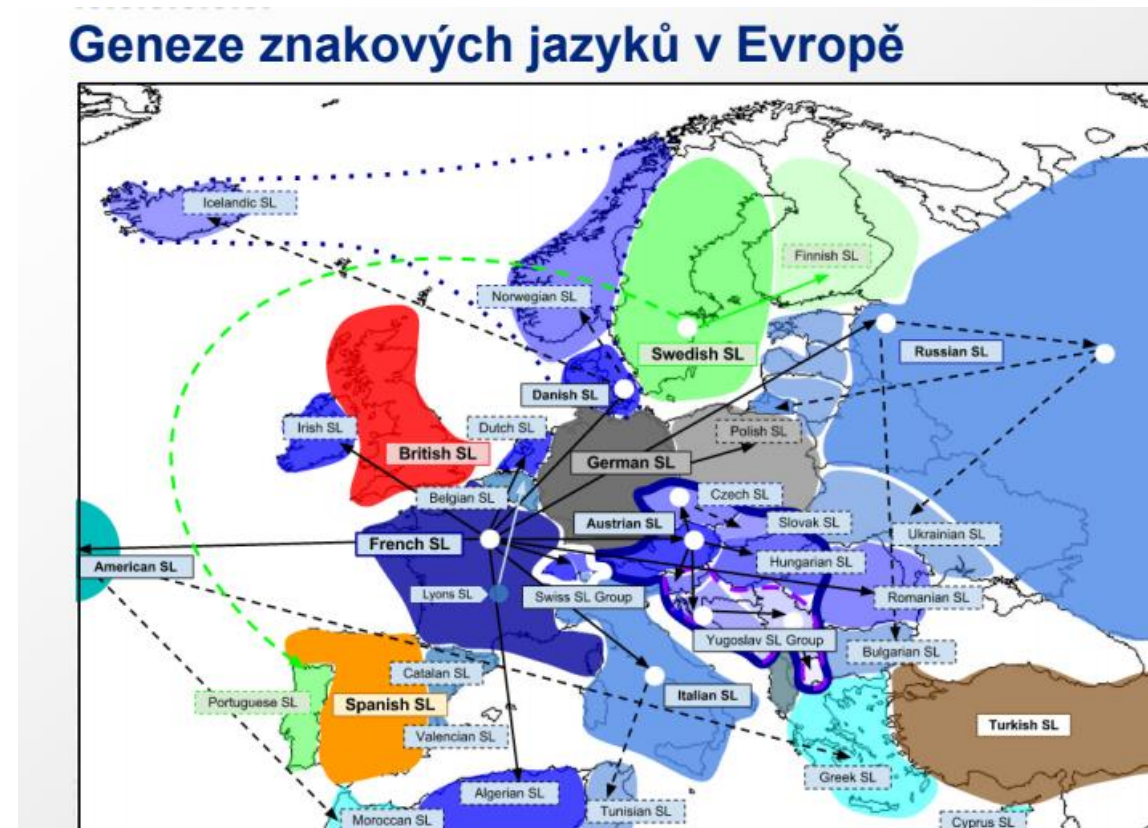 Geneze znakových jazyků v Evropě
Icelandic SL
Finnish SL
Norwegian SL
Swedish SL
Russian SL
Danish SL
Irish SL
Dutch SL
Polish SL
British SL
German SL
Belgian SL
Czech SL
Austrian SL
Slovak SL
Ukrainian SL
French SL
Hungarian SL
American SL
Lyons SL
Swiss SL Group
Romanian SL
Yugoslav SL Group
Bulgarian SL
Catalan SL
Italian SL
Portuguese SL
Spanish SL
Turkish SL
Valencian SL
Greek SL
Algerian SL
Tunisian SL
Moroccan SL
Cyprus SL